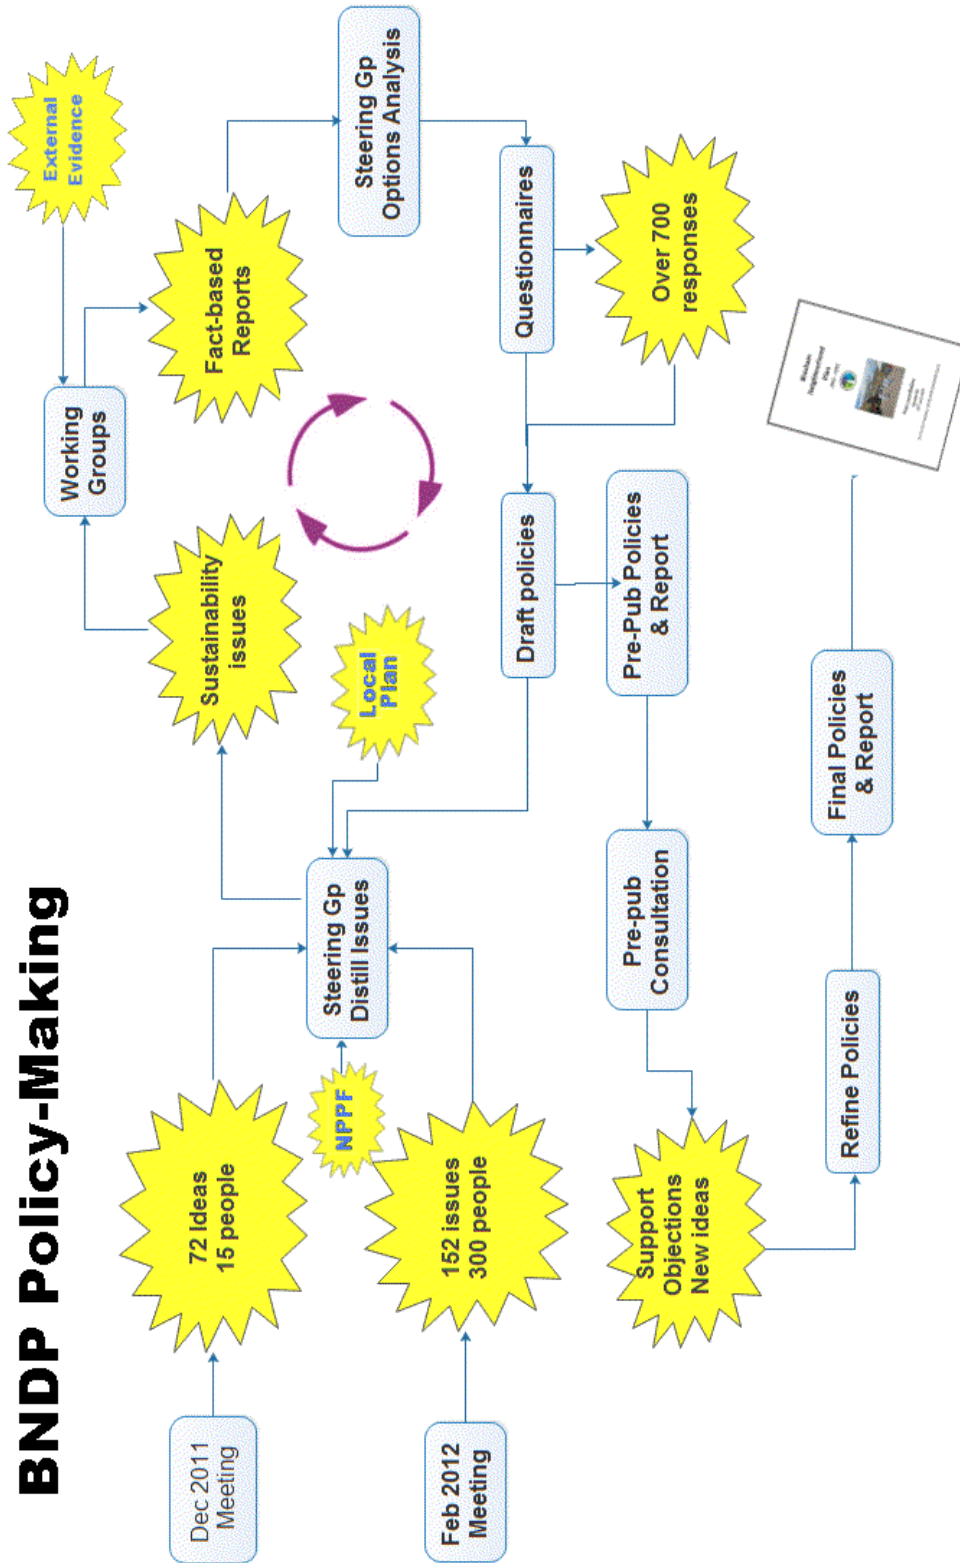 BNDP Policy-Making
Dec 2011
Meeting
72 Ideas
15 people
Feb 2012
Meeting
152 issues
300 people
NPPF
Steering Gp
Distill Issues
Local
Plan
Sustainability
issues
Working
Groups
External
Evidence
Fact-based
Reports
Steering Gp
Options Analysis
Questionnaires
Over 700
responses
Draft policies
Pre-Pub Policies
& Report
Pre-pub
Consultation
Support
Objections
New ideas
Refine Policies
Final Policies
& Report
Neighbourhood
Plan